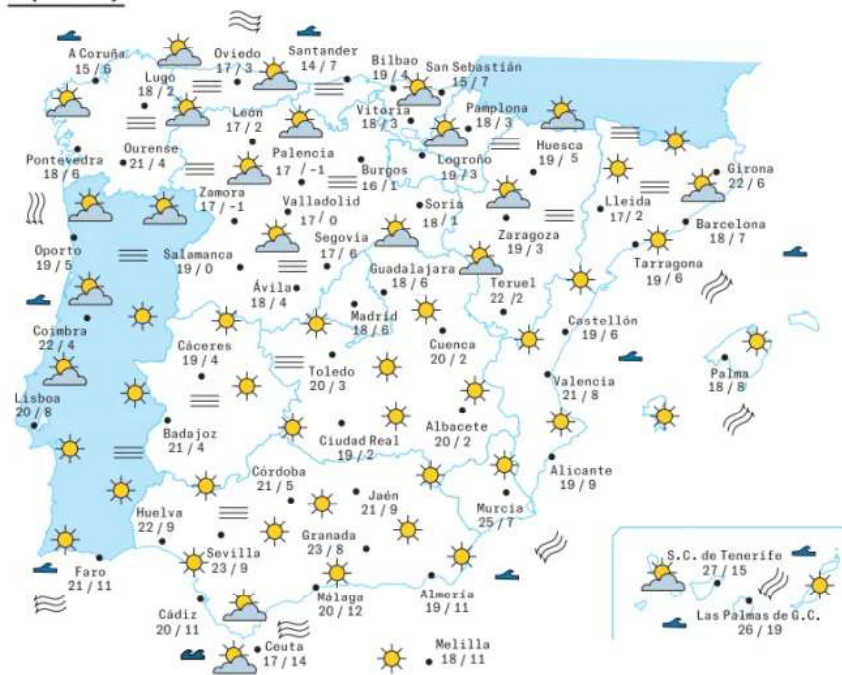 A Coruña
15 / 6
Lugo
18 / 2
Oviedo
17 / 3
Santander
14 / 7
Bilbao
19 / 4
San Sebastián
15 / 7
Pontevedra
18 / 6
Ourense
21 / 4
León
17 / 2
Palencia
17 / -1
Burgos
16 / 1
Vitoria
18 / 3
Pamplona
18 / 3
Logroño
19 / 3
Huesca
19 / 5
Lleida
17 / 2
Girona
22 / 6
Barcelona
18 / 7
Tarragona
19 / 6
Zamora
17 / -1
Valladolid
17 / 0
Soria
18 / 1
Zaragoza
19 / 3
Oporto
19 / 5
Salamanca
19 / 0
Segovia
17 / 6
Ávila
18 / 4
Guadalajara
18 / 6
Madrid
18 / 6
Teruel
22 / 2
Castellón
19 / 6
Coimbra
22 / 4
Cáceres
19 / 4
Toledo
20 / 3
Cuenca
20 / 2
Valencia
21 / 8
Palma
18 / 8
Lisboa
20 / 8
Badajoz
21 / 4
Ciudad Real
19 / 2
Albacete
20 / 2
Alicante
19 / 9
Huelva
22 / 9
Córdoba
21 / 5
Jaén
21 / 9
Murcia
25 / 7
Faro
21 / 11
Sevilla
23 / 9
Granada
23 / 8
Cádiz
20 / 11
Málaga
20 / 12
Almería
19 / 11
Ceuta
17 / 14
Melilla
18 / 11
S.C. de Tenerife
27 / 15
Las Palmas de G.C.
26 / 19